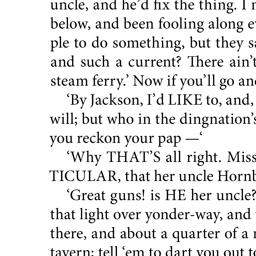 uncle, and he'd fix the thing. I
below, and been fooling along
ple to do something, but they
and such a current? There ain't
steam ferry.' Now if you'll go
'By Jackson, I'd LIKE to, and,
will; but who in the dingnation's
you reckon your pap —'
'Why THAT'S all right. Miss
TICULAR, that her uncle
'Great guns! is HE her uncle?
that light over yonder-way, and
there, and about a quarter of a
tavern; tell 'em to dart you out